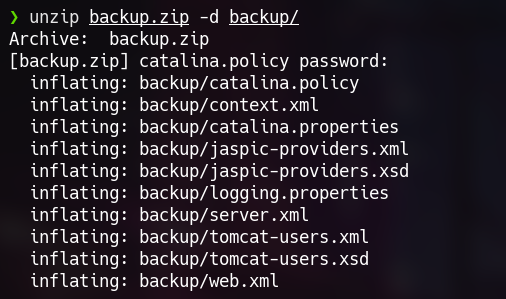 ❯ unzip backup.zip -d backup/
Archive:  backup.zip
[backup.zip] catalina.policy password:
  inflating: backup/catalina.policy
  inflating: backup/context.xml
  inflating: backup/catalina.properties
  inflating: backup/jaspic-providers.xml
  inflating: backup/jaspic-providers.xsd
  inflating: backup/logging.properties
  inflating: backup/server.xml
  inflating: backup/tomcat-users.xml
  inflating: backup/tomcat-users.xsd
  inflating: backup/web.xml